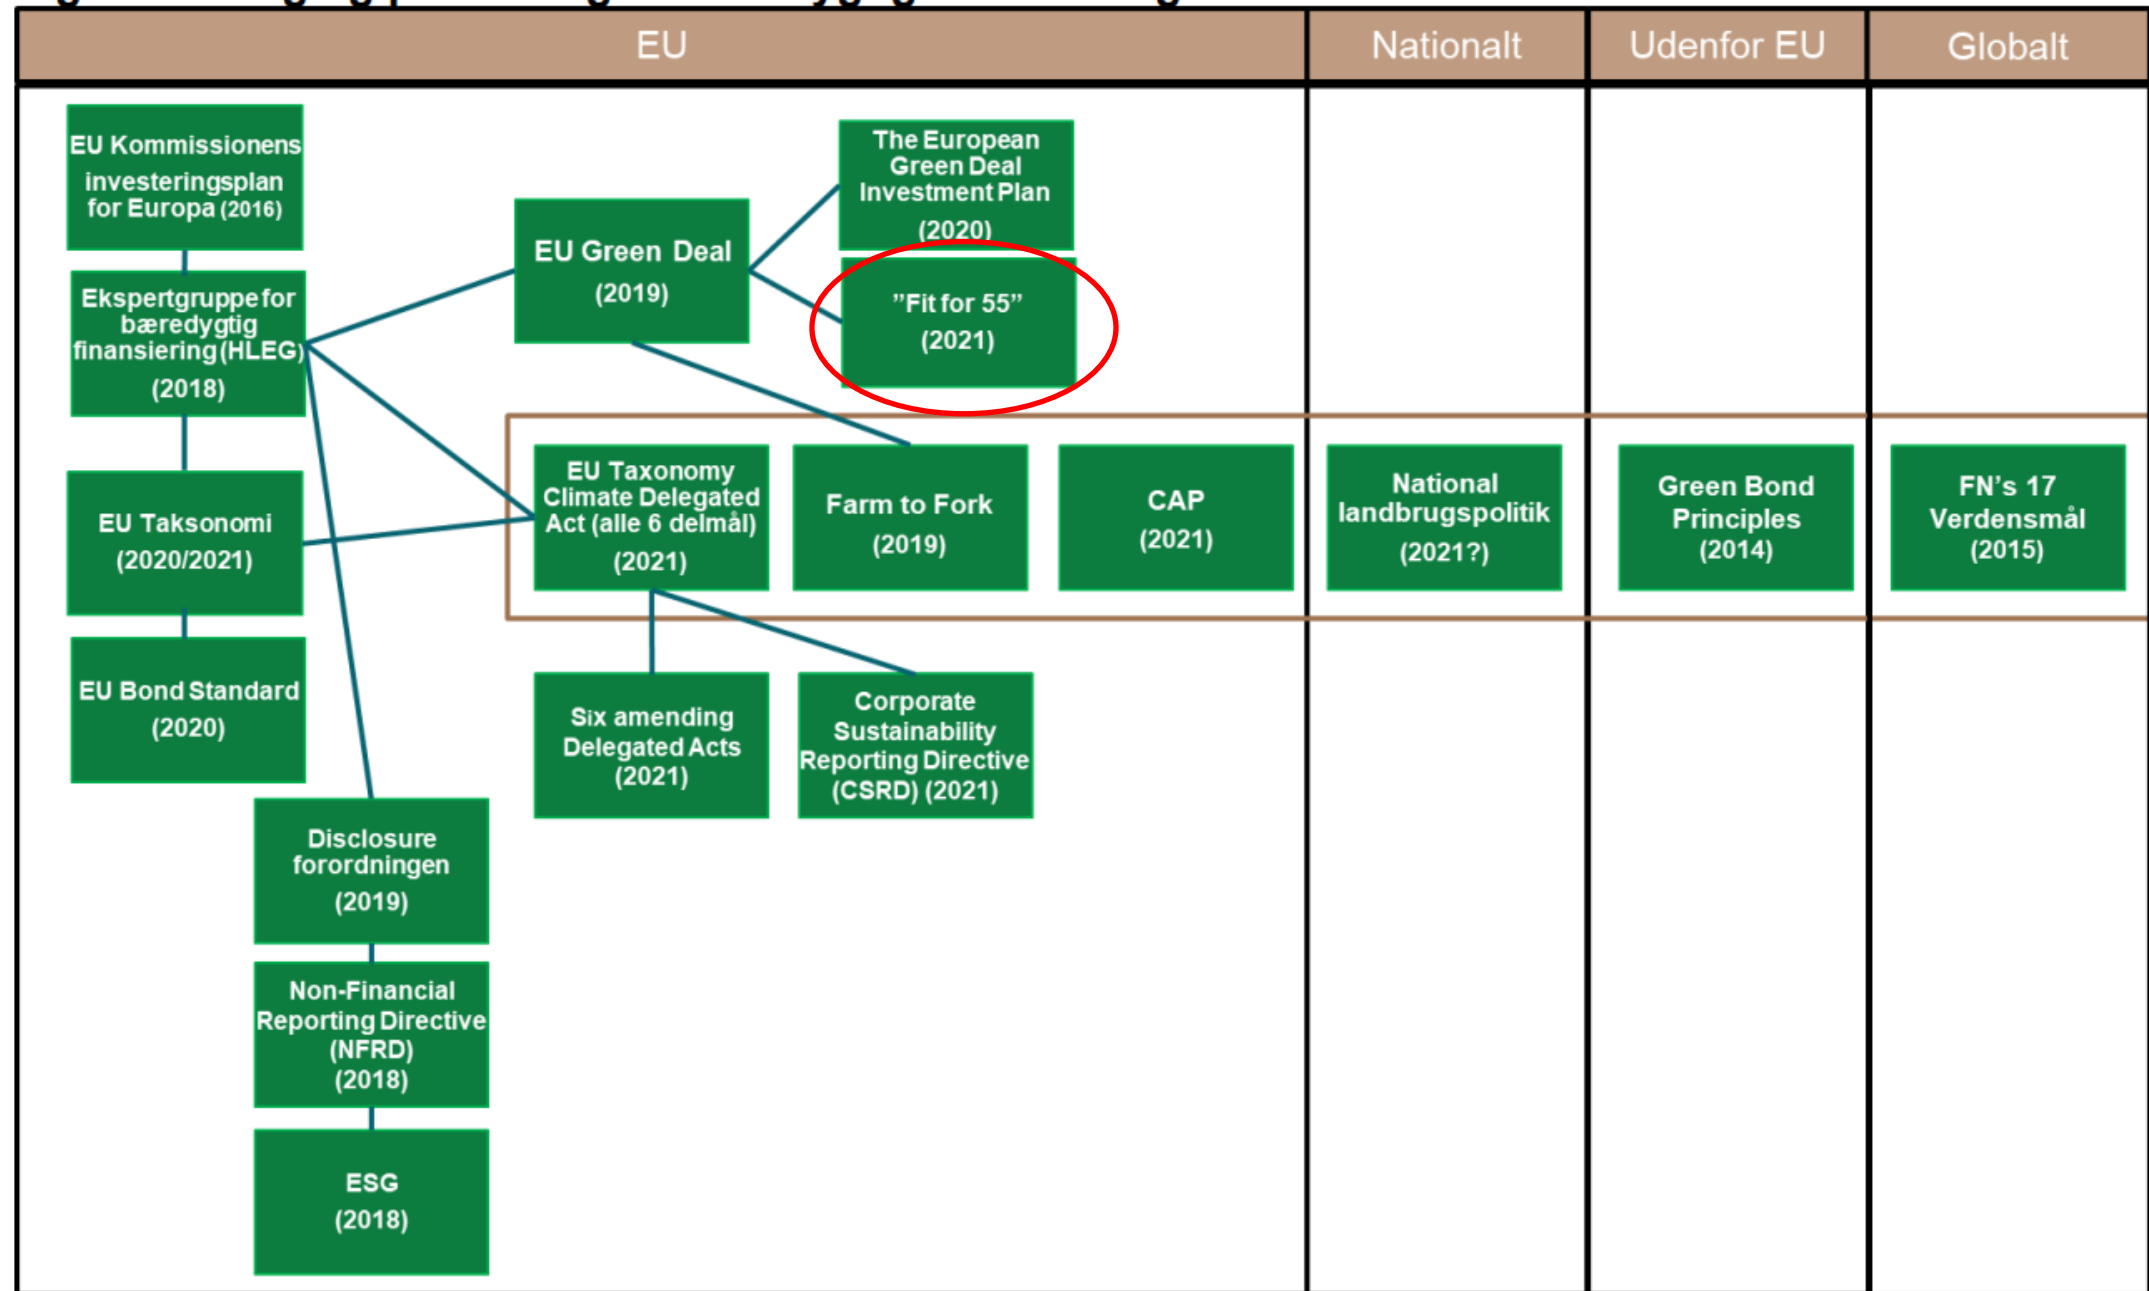 EU
Nationalt
Udenfor EU
Globalt
EU Kommissionens
investeringsplan
for Europa (2016)
Ekspertgruppe for
bæredygtig
finansiering (HLEG)
(2018)
EU Taksonomi
(2020/2021)
EU Bond Standard
(2020)
Disclosure
forordningen
(2019)
Non-Financial
Reporting Directive
(NFRD)
(2018)
ESG
(2018)
EU Green Deal
(2019)
The European
Green Deal
Investment Plan
(2020)
”Fit for 55”
(2021)
EU Taxonomy
Climate Delegated
Act (alle 6 delmål)
(2021)
Farm to Fork
(2019)
CAP
(2021)
National
landbrugspolitik
(2021?)
Green Bond
Principles
(2014)
FN’s 17
Verdensmål
(2015)
Six amending
Delegated Acts
(2021)
Corporate
Sustainability
Reporting Directive
(CSRD) (2021)